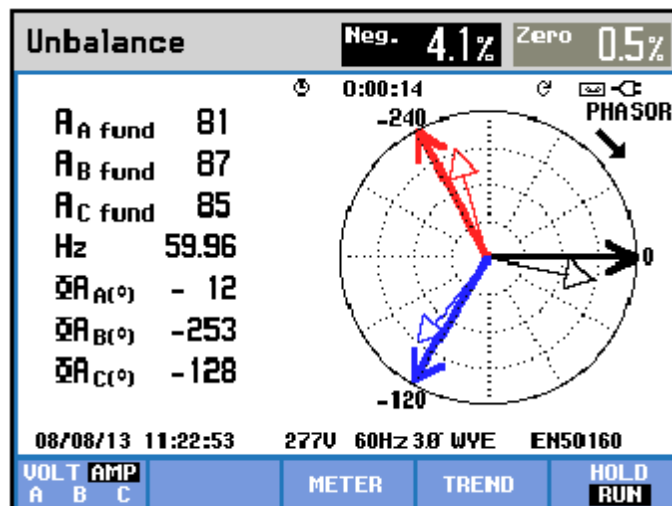 Unbalance Neg. 4.1% Zero 0.5%
0:00:14
PHASOR
-240
AA fund 81
AB fund 87
AC fund 85
Hz 59.96
0
ΦAA(°) - 12
ΦAB(°) -253
ΦAC(°) -128
-120
08/08/13 11:22:53 277V 60Hz 3Ø WYE EN50160
VOLT AMP
A B C
METER
TREND
HOLD
RUN